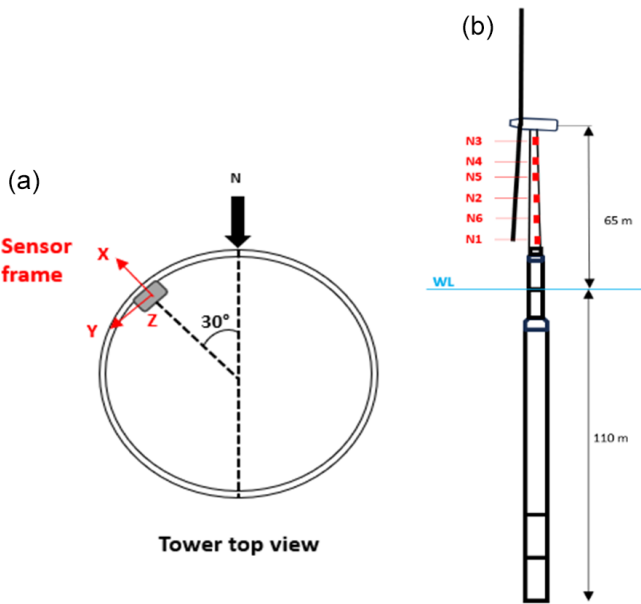 (a)
N
Sensor
frame
X
Y
Z
30°
Tower top view
(b)
N3
N4
N5
N2
N6
N1
65 m
WL
110 m